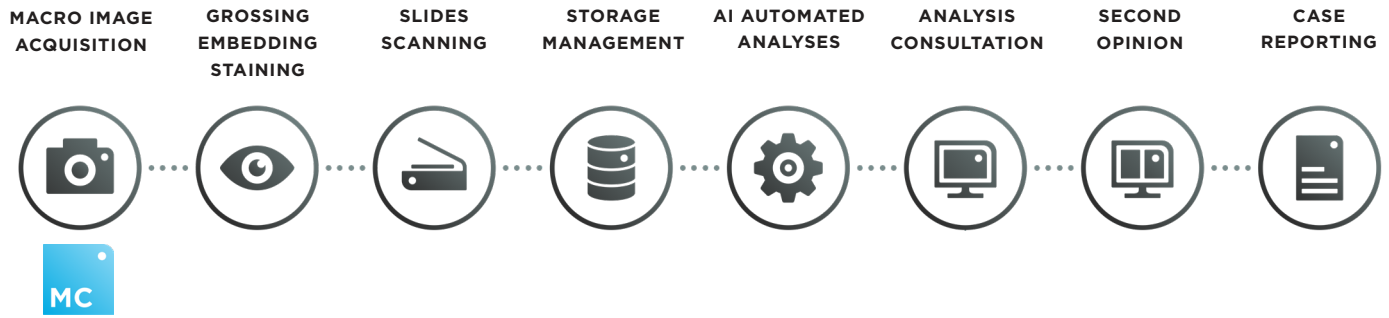 MACRO IMAGE
ACQUISITION
GROSSING
EMBEDDING
STAINING
SLIDES
SCANNING
STORAGE
MANAGEMENT
AI AUTOMATED
ANALYSES
ANALYSIS
CONSULTATION
SECOND
OPINION
CASE
REPORTING
MC